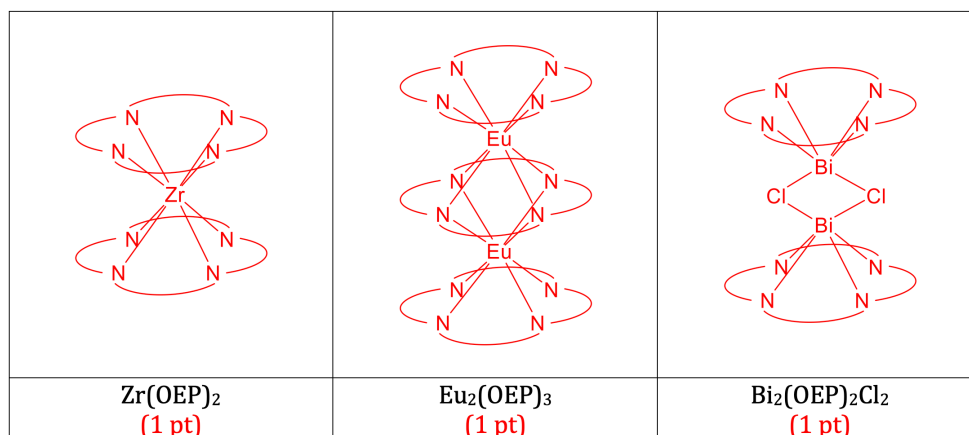 N N
N N
Zr
N N
N N
N N
N N
Eu
N N
N N
Eu
N N
N N
N N
N N
Bi
Cl Cl
Bi
N N
N N
Zr(OEP)₂
(1 pt)
Eu₂(OEP)₃
(1 pt)
Bi₂(OEP)₂Cl₂
(1 pt)